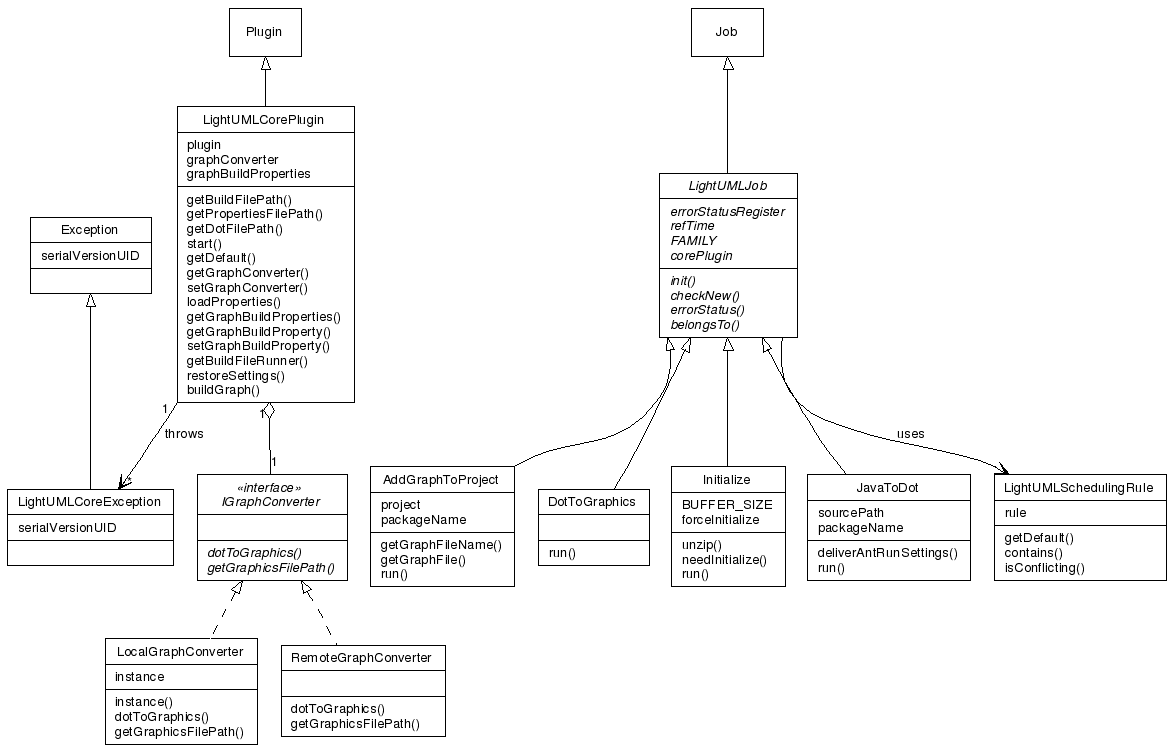 Plugin
Job
LightUMLCorePlugin
plugin
graphConverter
graphBuildProperties
getBuildFilePath()
getPropertiesFilePath()
getDotFilePath()
start()
getDefault()
getGraphConverter()
setGraphConverter()
loadProperties()
getGraphBuildProperties()
getGraphBuildProperty()
setGraphBuildProperty()
getBuildFileRunner()
restoreSettings()
buildGraph()
LightUMLJob
errorStatusRegister
refTime
FAMILY
corePlugin
init()
checkNew()
errorStatus()
belongsTo()
Exception
serialVersionUID
1
throws
*
1
1
uses
LightUMLCoreException
serialVersionUID
«interface»
IGraphConverter
dotToGraphics()
getGraphicsFilePath()
AddGraphToProject
project
packageName
getGraphFileName()
getGraphFile()
run()
DotToGraphics
run()
Initialize
BUFFER_SIZE
forceInitialize
unzip()
needInitialize()
run()
JavaToDot
sourcePath
packageName
deliverAntRunSettings()
run()
LightUMLSchedulingRule
rule
getDefault()
contains()
isConflicting()
LocalGraphConverter
instance
instance()
dotToGraphics()
getGraphicsFilePath()
RemoteGraphConverter
dotToGraphics()
getGraphicsFilePath()